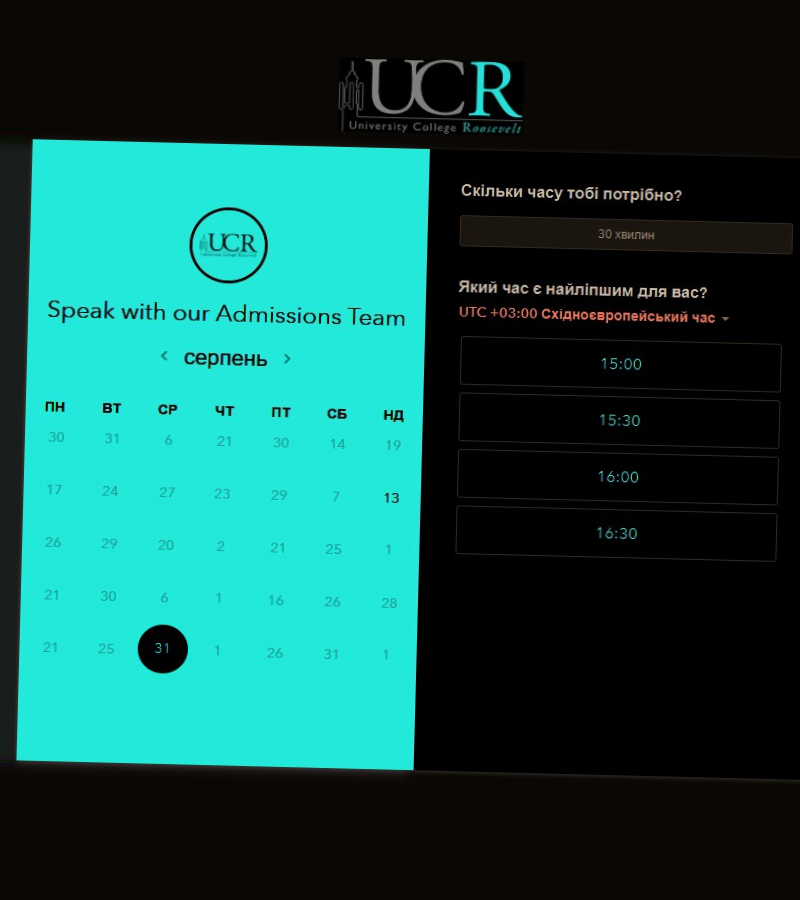 UCR
University College Roosevelt
UCR
University College Roosevelt
Speak with our Admissions Team
серпень
ПН ВТ СР ЧТ ПТ СБ НД
30 31 6 21 30 14 19
17 24 27 23 29 7 13
26 29 20 2 21 25 1
21 30 6 1 16 26 28
21 25 31 1 26 31 1
Скільки часу тобі потрібно?
30 хвилин
Який час є найліпшим для вас?
UTC +03:00 Східноєвропейський час
15:00
15:30
16:00
16:30